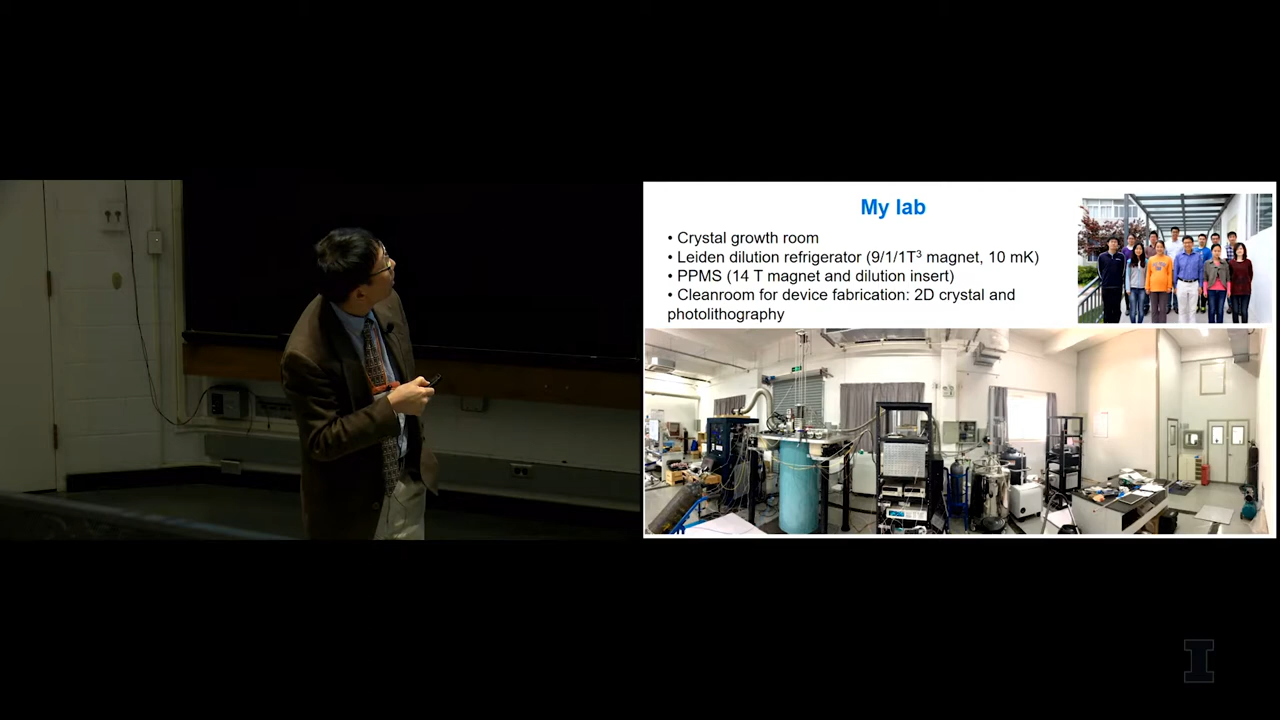 My lab
• Crystal growth room
• Leiden dilution refrigerator (9/1/1T³ magnet, 10 mK)
• PPMS (14 T magnet and dilution insert)
• Cleanroom for device fabrication: 2D crystal and
photolithography
I